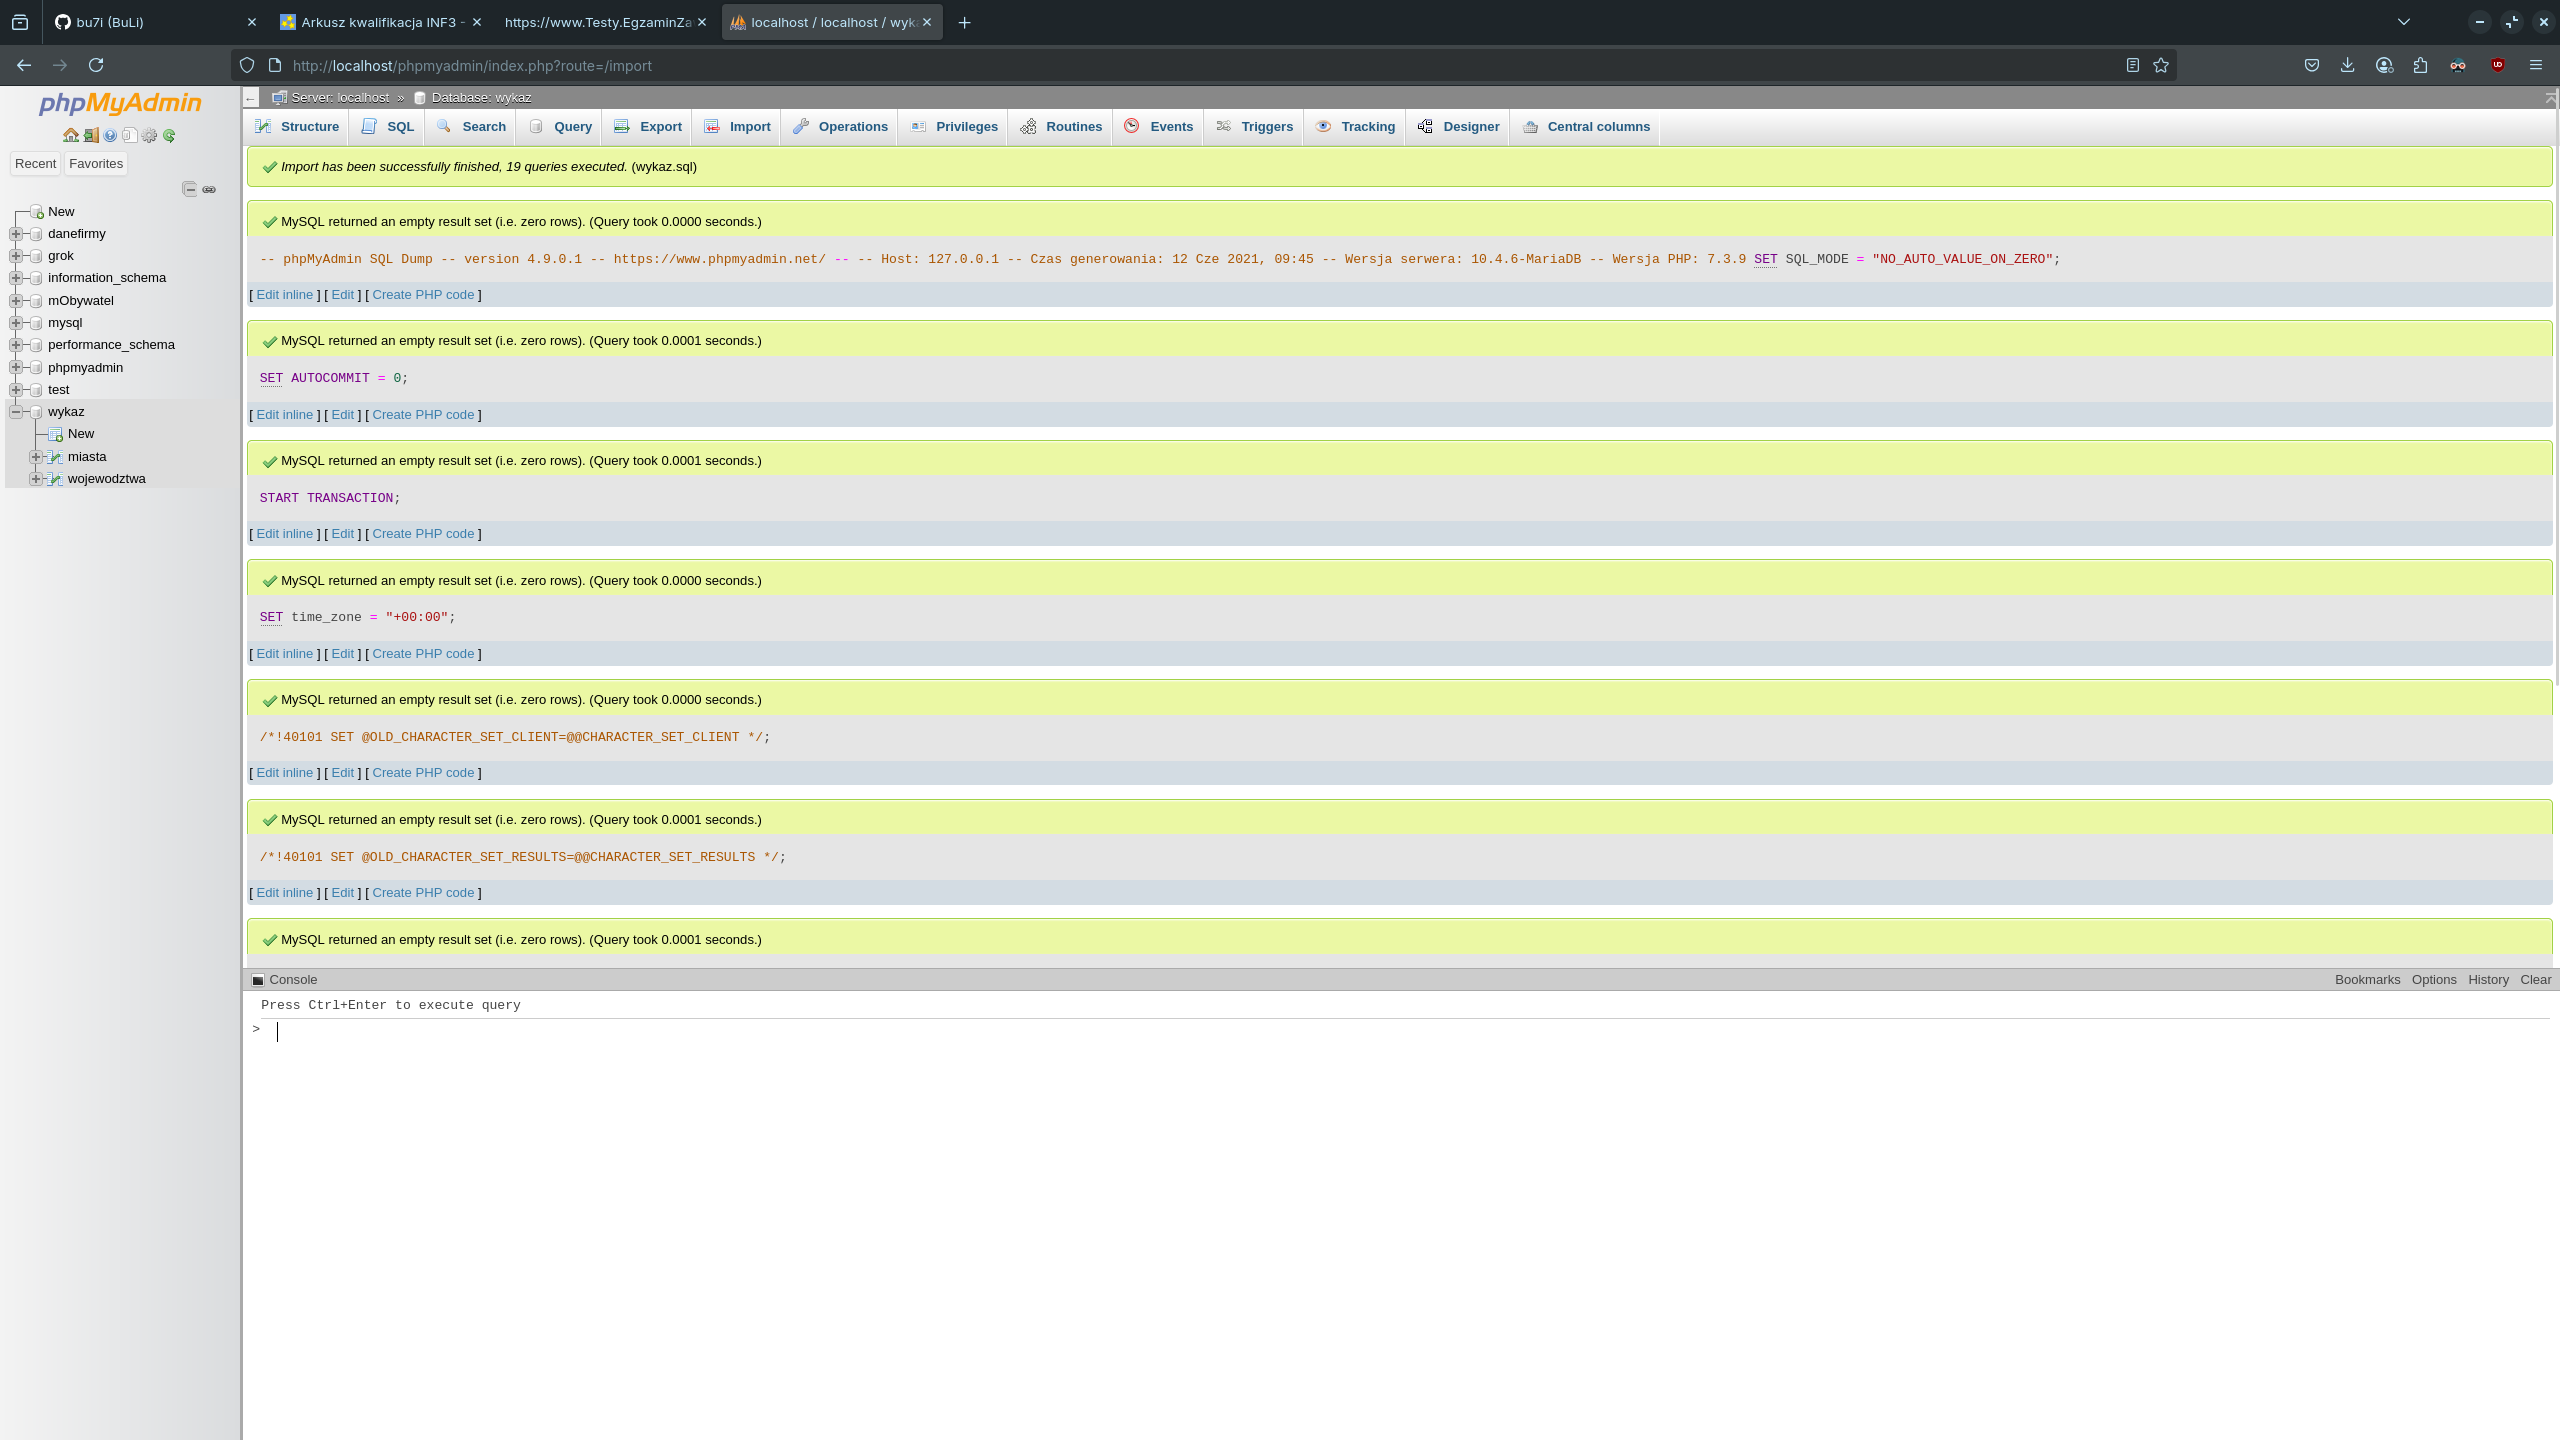 bu7i (BuLi)
Arkusz kwalifikacja INF3 -
https://www.Testy.EgzaminZa
localhost / localhost / wyk
http://localhost/phpmyadmin/index.php?route=/import
phpMyAdmin
Recent
Favorites
New
danefirmy
grok
information_schema
mObywatel
mysql
performance_schema
phpmyadmin
test
wykaz
New
miasta
wojewodztwa
Server: localhost » Database: wykaz
Structure SQL Search Query Export Import Operations Privileges Routines Events Triggers Tracking Designer Central columns
Import has been successfully finished, 19 queries executed. (wykaz.sql)
MySQL returned an empty result set (i.e. zero rows). (Query took 0.0000 seconds.)
-- phpMyAdmin SQL Dump -- version 4.9.0.1 -- https://www.phpmyadmin.net/ -- -- Host: 127.0.0.1 -- Czas generowania: 12 Cze 2021, 09:45 -- Wersja serwera: 10.4.6-MariaDB -- Wersja PHP: 7.3.9 SET SQL_MODE = "NO_AUTO_VALUE_ON_ZERO";
[ Edit inline ] [ Edit ] [ Create PHP code ]
MySQL returned an empty result set (i.e. zero rows). (Query took 0.0001 seconds.)
SET AUTOCOMMIT = 0;
[ Edit inline ] [ Edit ] [ Create PHP code ]
MySQL returned an empty result set (i.e. zero rows). (Query took 0.0001 seconds.)
START TRANSACTION;
[ Edit inline ] [ Edit ] [ Create PHP code ]
MySQL returned an empty result set (i.e. zero rows). (Query took 0.0000 seconds.)
SET time_zone = "+00:00";
[ Edit inline ] [ Edit ] [ Create PHP code ]
MySQL returned an empty result set (i.e. zero rows). (Query took 0.0000 seconds.)
/*!40101 SET @OLD_CHARACTER_SET_CLIENT=@@CHARACTER_SET_CLIENT */;
[ Edit inline ] [ Edit ] [ Create PHP code ]
MySQL returned an empty result set (i.e. zero rows). (Query took 0.0001 seconds.)
/*!40101 SET @OLD_CHARACTER_SET_RESULTS=@@CHARACTER_SET_RESULTS */;
[ Edit inline ] [ Edit ] [ Create PHP code ]
MySQL returned an empty result set (i.e. zero rows). (Query took 0.0001 seconds.)
Console
Bookmarks Options History Clear
Press Ctrl+Enter to execute query
>